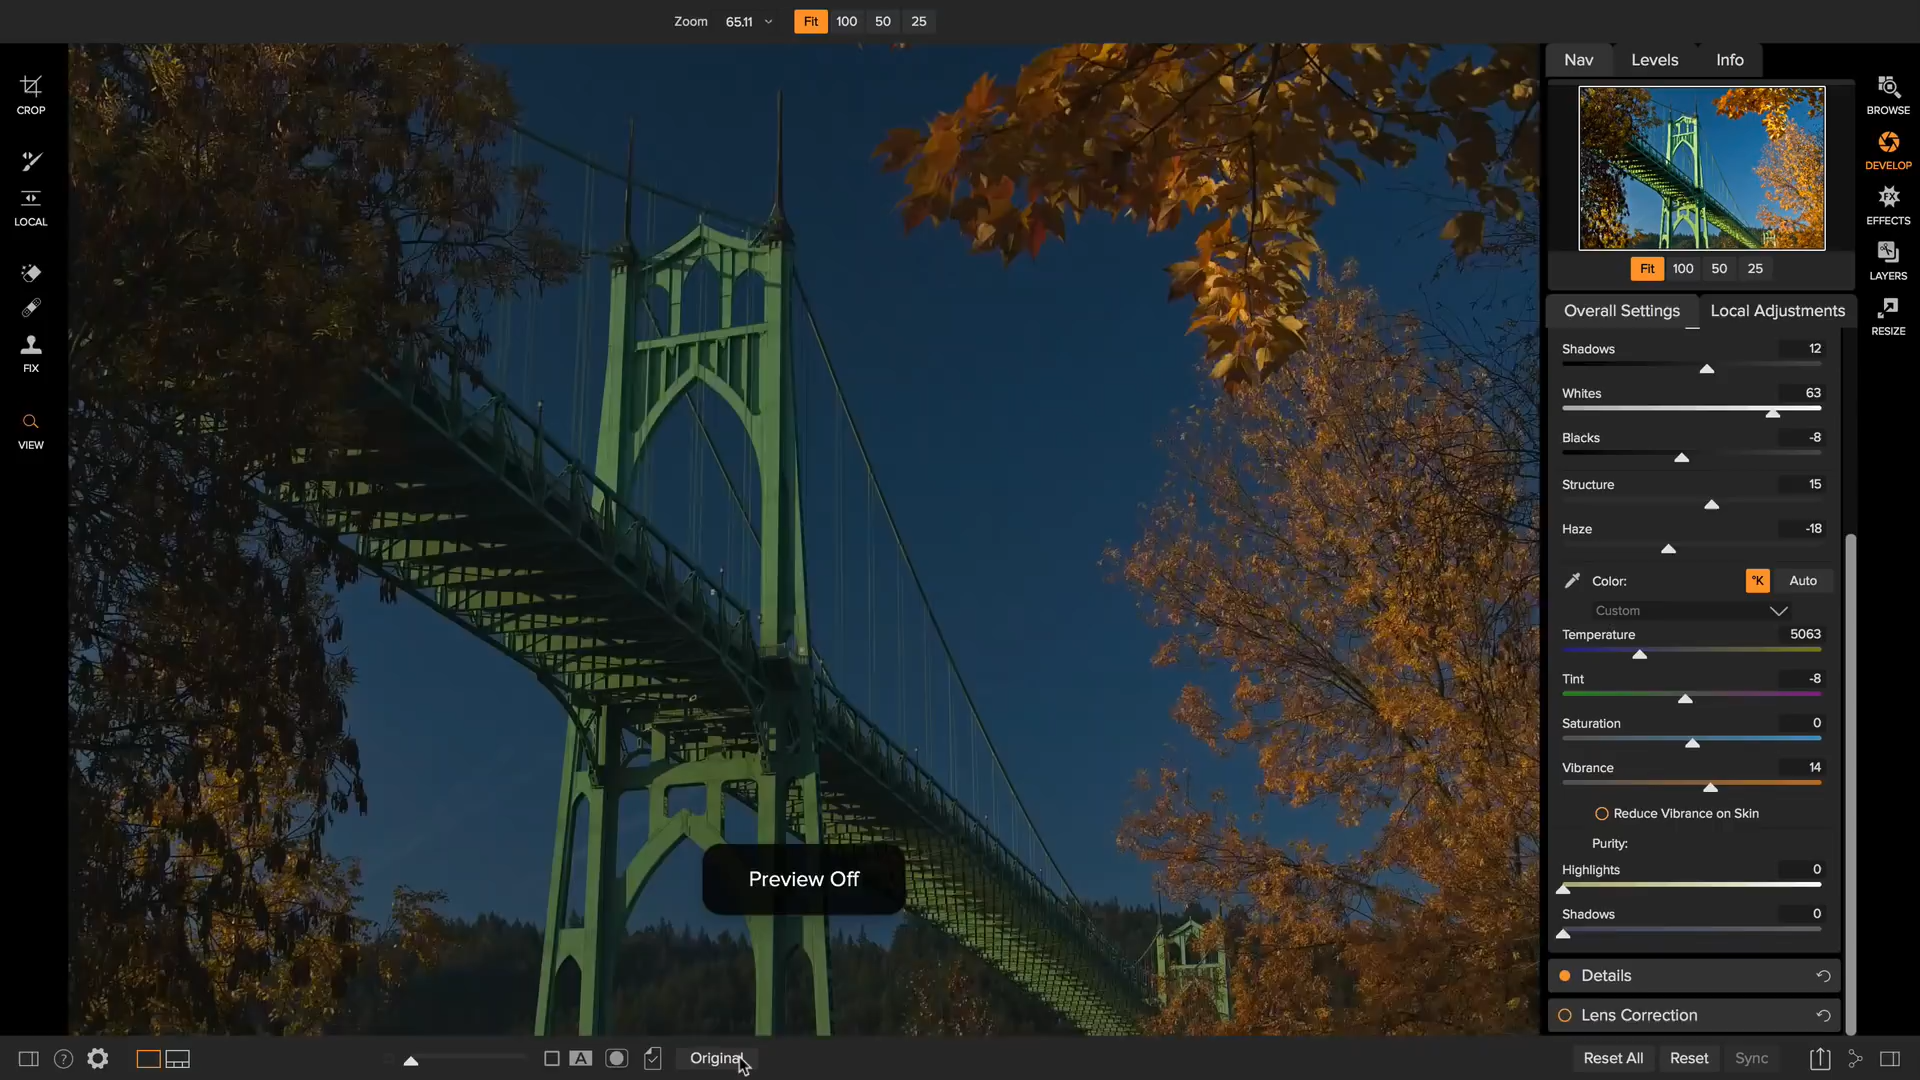 Zoom 65.11 Fit 100 50 25
CROP
LOCAL
FIX
VIEW
Preview Off
Nav Levels Info
Fit 100 50 25
BROWSE
DEVELOP
EFFECTS
LAYERS
RESIZE
Overall Settings Local Adjustments
Shadows 12
Whites 63
Blacks -8
Structure 15
Haze -18
Color: °K Auto
Custom
Temperature 5063
Tint -8
Saturation 0
Vibrance 14
Reduce Vibrance on Skin
Purity:
Highlights 0
Shadows 0
Details
Lens Correction
? A Original
Reset All Reset Sync